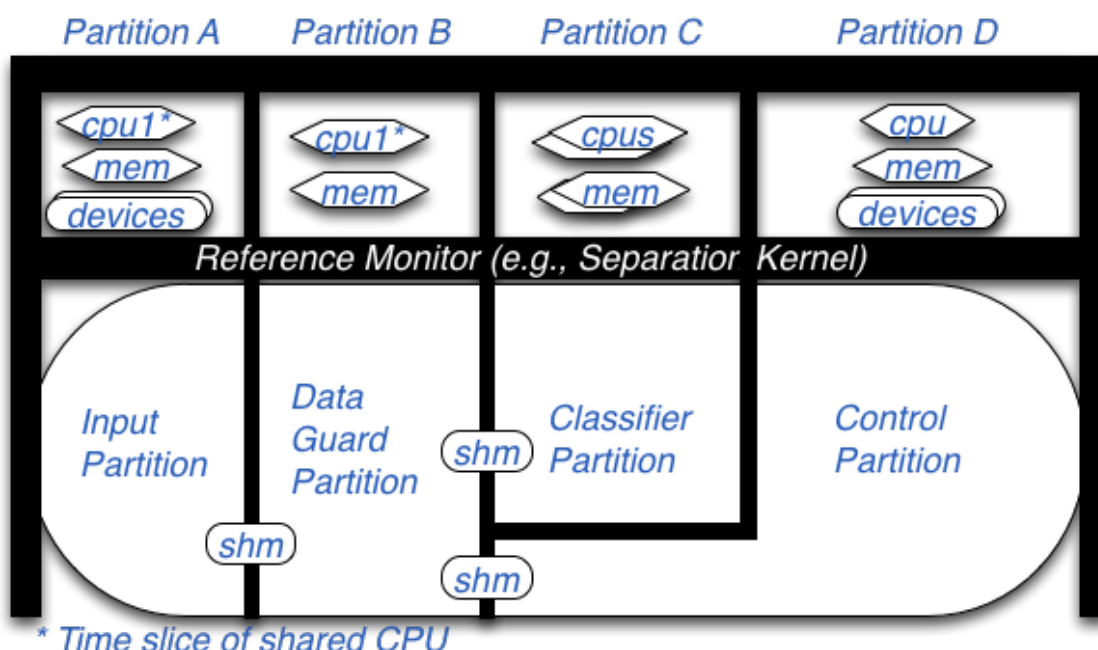 Partition A
Partition B
Partition C
Partition D
cpu1*
cpu1*
cpus
cpu
mem
mem
mem
mem
devices
devices
Reference Monitor (e.g., Separation Kernel)
Input
Partition
Data
Guard
Partition
Classifier
Partition
Control
Partition
shm
shm
shm
* Time slice of shared CPU